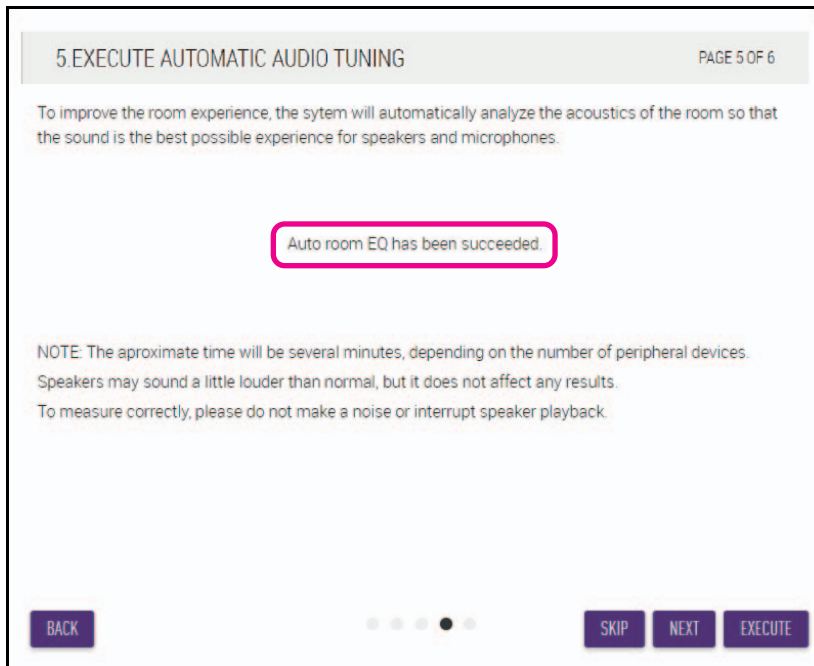 5.EXECUTE AUTOMATIC AUDIO TUNING
PAGE 5 OF 6
To improve the room experience, the sytem will automatically analyze the acoustics of the room so that
the sound is the best possible experience for speakers and microphones.
Auto room EQ has been succeeded.
NOTE: The aproximate time will be several minutes, depending on the number of peripheral devices.
Speakers may sound a little louder than normal, but it does not affect any results.
To measure correctly, please do not make a noise or interrupt speaker playback.
BACK
SKIP
NEXT
EXECUTE